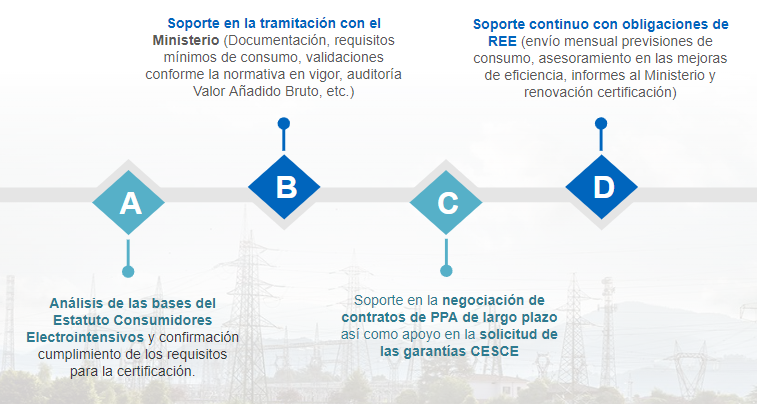 Soporte en la tramitación con el
Ministerio (Documentación, requisitos
mínimos de consumo, validaciones
conforme la normativa en vigor, auditoría
Valor Añadido Bruto, etc.)
Soporte continuo con obligaciones de
REE (envío mensual previsiones de
consumo, asesoramiento en las mejoras
de eficiencia, informes al Ministerio y
renovación certificación)
A
B
C
D
Análisis de las bases del
Estatuto Consumidores
Electrointensivos y confirmación
cumplimiento de los requisitos
para la certificación.
Soporte en la negociación de
contratos de PPA de largo plazo
así como apoyo en la solicitud de
las garantías CESCE